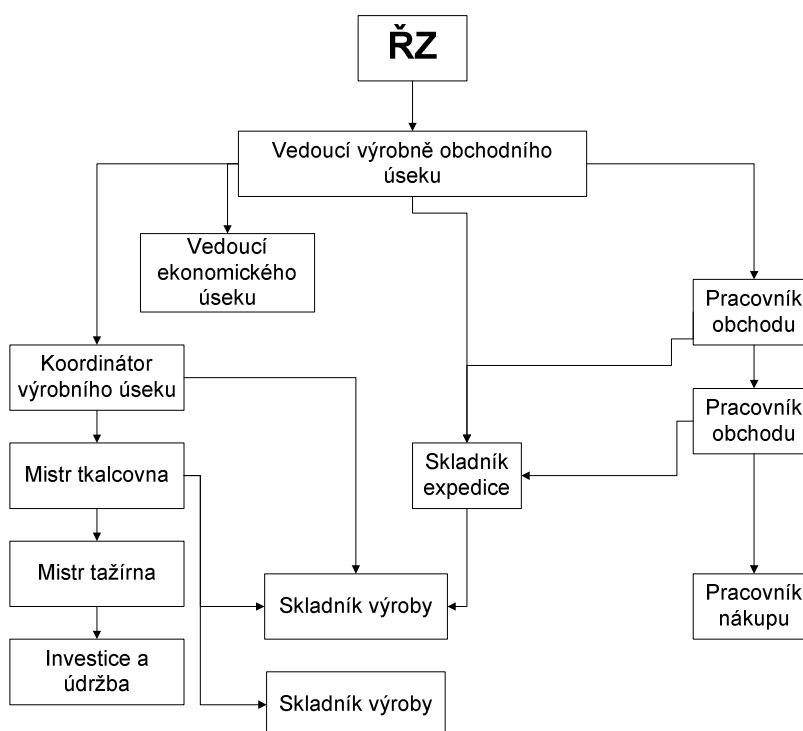 ŘZ
Vedoucí výrobně obchodního
úseku
Vedoucí
ekonomického
úseku
Pracovník
obchodu
Koordinátor
výrobního úseku
Pracovník
obchodu
Mistr tkalcovna
Skladník
expedice
Mistr tažírna
Skladník výroby
Pracovník
nákupu
Investice a
údržba
Skladník výroby